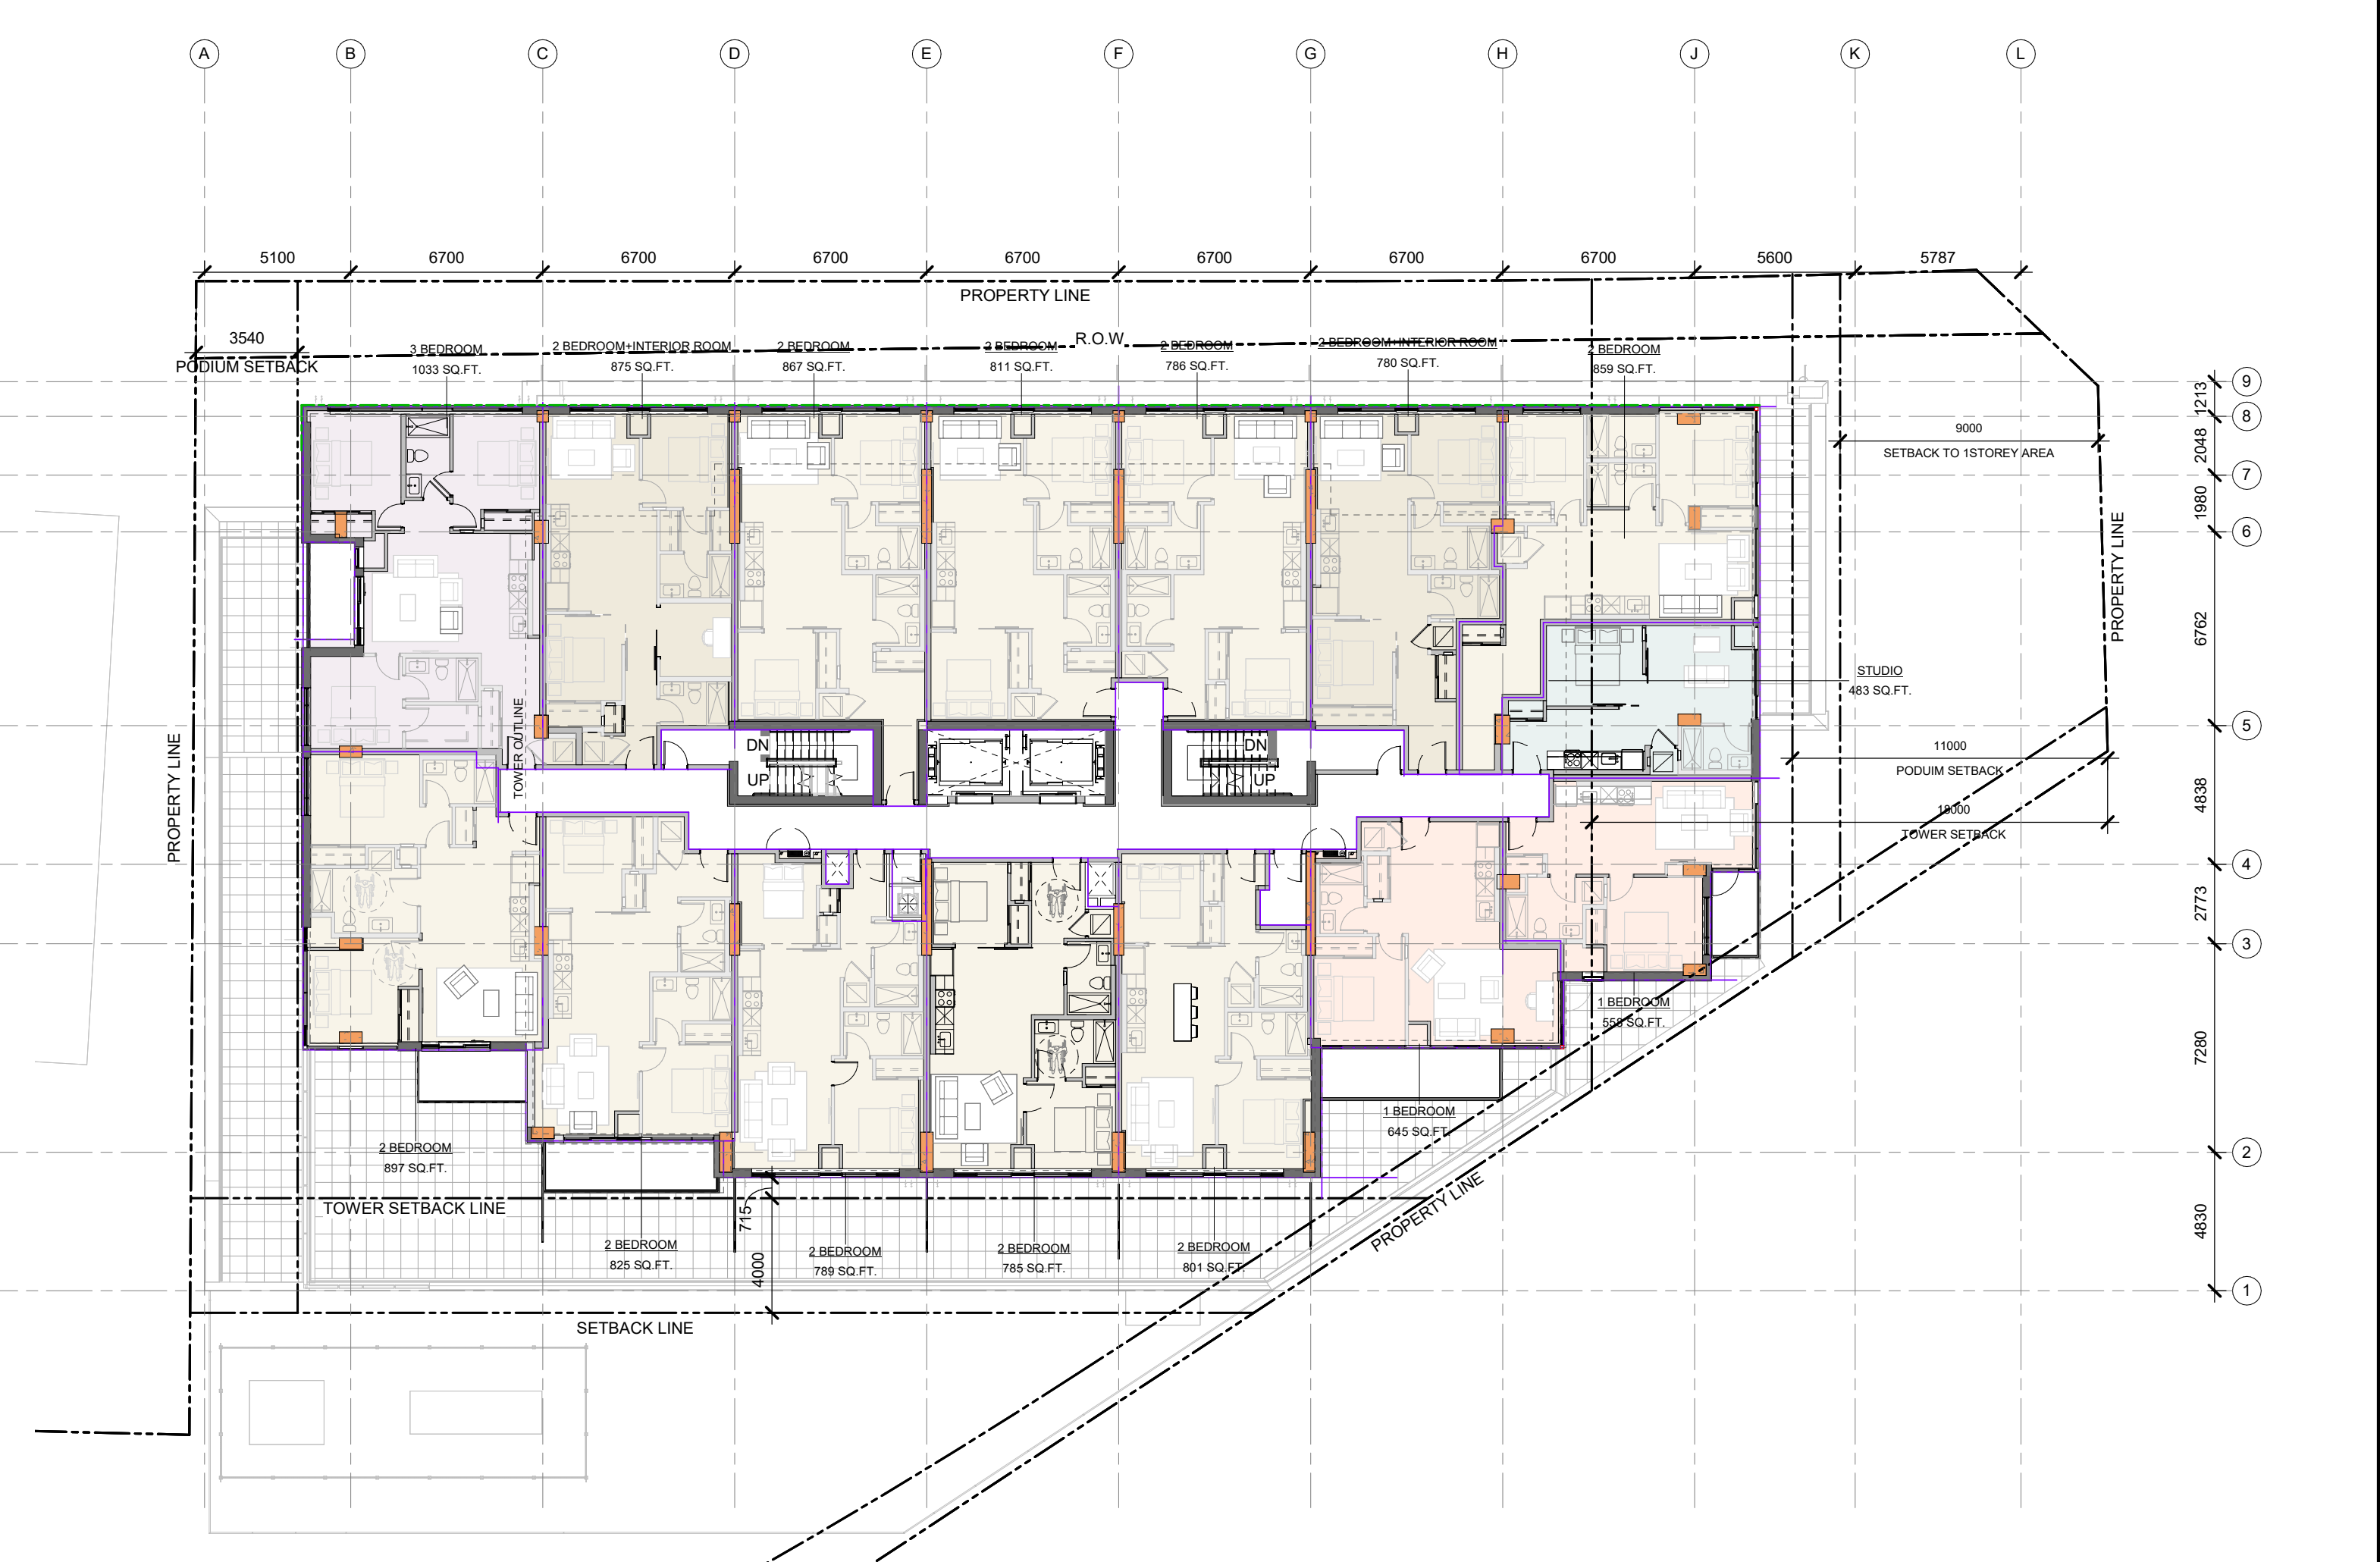 A B C D E F G H J K L
5100 6700 6700 6700 6700 6700 6700 6700 5600 5787
PROPERTY LINE
3540
R.O.W
PODIUM SETBACK
3 BEDROOM
1033 SQ.FT.
2 BEDROOM+INTERIOR ROOM
875 SQ.FT.
2 BEDROOM
867 SQ.FT.
2 BEDROOM
811 SQ.FT.
2 BEDROOM
786 SQ.FT.
2 BEDROOM+INTERIOR ROOM
780 SQ.FT.
2 BEDROOM
859 SQ.FT.
9
1213
8
9000
SETBACK TO 1STOREY AREA
2048
7
1980
6
PROPERTY LINE
6762
STUDIO
483 SQ.FT.
5
TOWER OUTLINE
PROPERTY LINE
DN
UP
DN
UP
11000
PODUIM SETBACK
4838
18000
TOWER SETBACK
4
2773
3
1 BEDROOM
558 SQ.FT.
7280
1 BEDROOM
645 SQ.FT.
2 BEDROOM
897 SQ.FT.
2
PROPERTY LINE
TOWER SETBACK LINE
715
4830
2 BEDROOM
825 SQ.FT.
2 BEDROOM
789 SQ.FT.
2 BEDROOM
785 SQ.FT.
2 BEDROOM
801 SQ.FT.
4000
1
SETBACK LINE